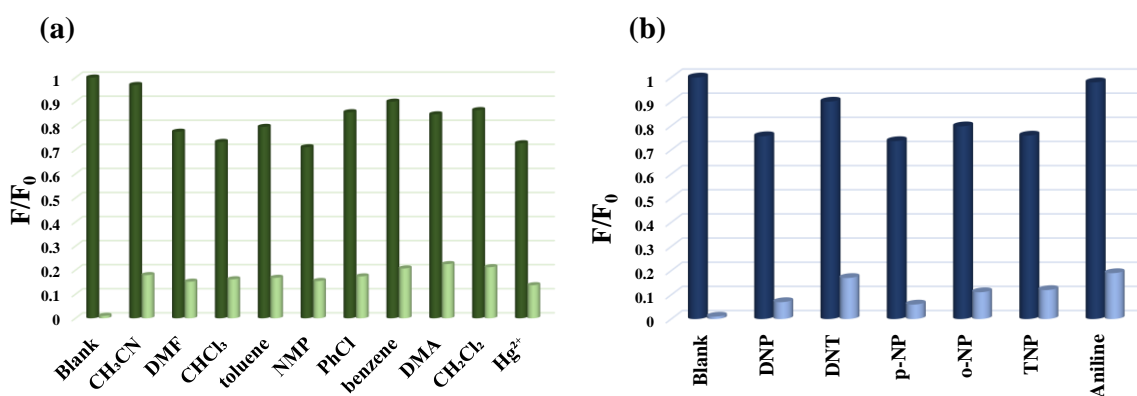 (a)
F/F₀
1
0.9
0.8
0.7
0.6
0.5
0.4
0.3
0.2
0.1
0
Blank
CH₃CN
DMF
CHCl₃
toluene
NMP
PhCl
benzene
DMA
CH₂Cl₂
Hg²⁺
(b)
F/F₀
1
0.9
0.8
0.7
0.6
0.5
0.4
0.3
0.2
0.1
0
Blank
DNP
DNT
p-NP
o-NP
TNP
Aniline